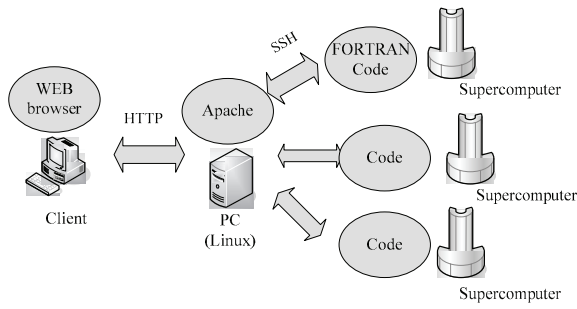 WEB
browser
Client
HTTP
Apache
PC
(Linux)
SSH
FORTRAN
Code
Supercomputer
Code
Supercomputer
Code
Supercomputer